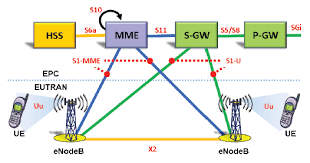 S10
HSS
S6a
MME
S11
S-GW
S5/S8
P-GW
SGi
S1-MME
S1-U
EPC
EUTRAN
Uu
Uu
UE
eNodeB
X2
eNodeB
UE